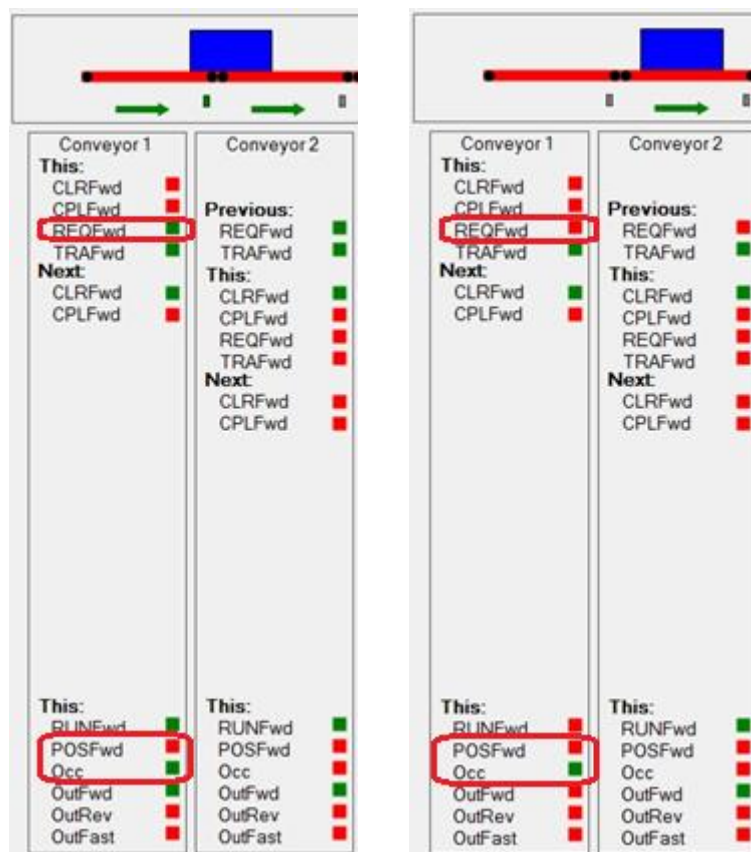 Conveyor 1
This:
CLRFwd
CPLFwd
REQFwd
TRAFwd
Next:
CLRFwd
CPLFwd
This:
RUNFwd
POSFwd
Occ
OutFwd
OutRev
OutFast
Conveyor 2
Previous:
REQFwd
TRAFwd
This:
CLRFwd
CPLFwd
REQFwd
TRAFwd
Next:
CLRFwd
CPLFwd
This:
RUNFwd
POSFwd
Occ
OutFwd
OutRev
OutFast
Conveyor 1
This:
CLRFwd
CPLFwd
REQFwd
TRAFwd
Next:
CLRFwd
CPLFwd
This:
RUNFwd
POSFwd
Occ
OutFwd
OutRev
OutFast
Conveyor 2
Previous:
REQFwd
TRAFwd
This:
CLRFwd
CPLFwd
REQFwd
TRAFwd
Next:
CLRFwd
CPLFwd
This:
RUNFwd
POSFwd
Occ
OutFwd
OutRev
OutFast